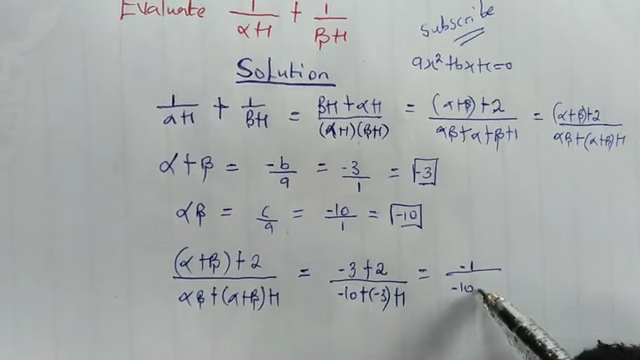 Evaluate 1/(α+1) + 1/(β+1)
Subscribe
ax²+bx+c=0
Solution
1/(α+1) + 1/(β+1) = (β+1+α+1)/((α+1)(β+1)) = ((α+β)+2)/(αβ+α+β+1) = ((α+β)+2)/(αβ+(α+β)+1)
α+β = -b/a = -3/1 = -3
αβ = c/a = -10/1 = -10
((α+β)+2)/(αβ+(α+β)+1) = (-3+2)/(-10+(-3)+1) = -1/-10